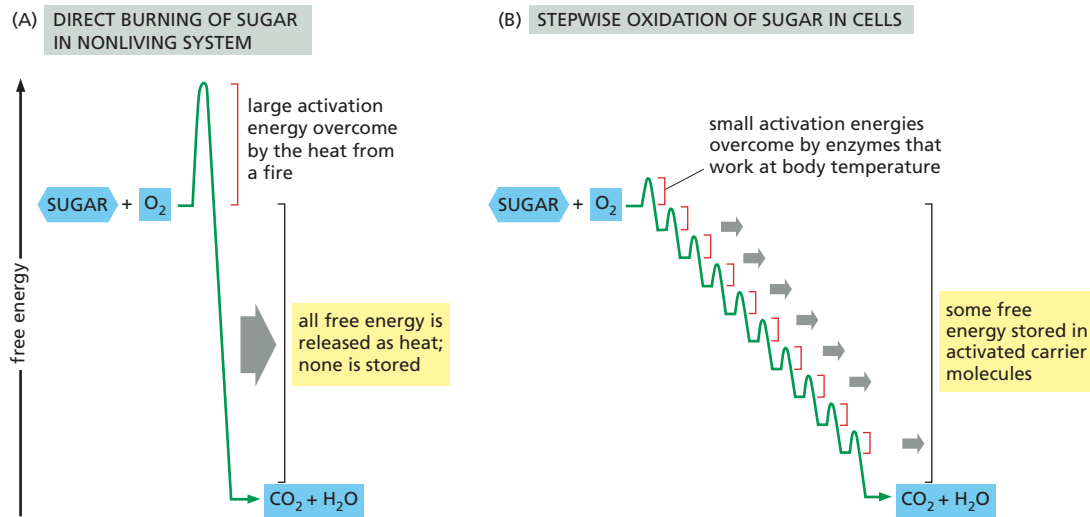 (A) DIRECT BURNING OF SUGAR
IN NONLIVING SYSTEM
free energy
large activation
energy overcome
by the heat from
a fire
SUGAR + O₂
all free energy is
released as heat;
none is stored
CO₂ + H₂O
(B) STEPWISE OXIDATION OF SUGAR IN CELLS
small activation energies
overcome by enzymes that
work at body temperature
SUGAR + O₂
some free
energy stored in
activated carrier
molecules
CO₂ + H₂O